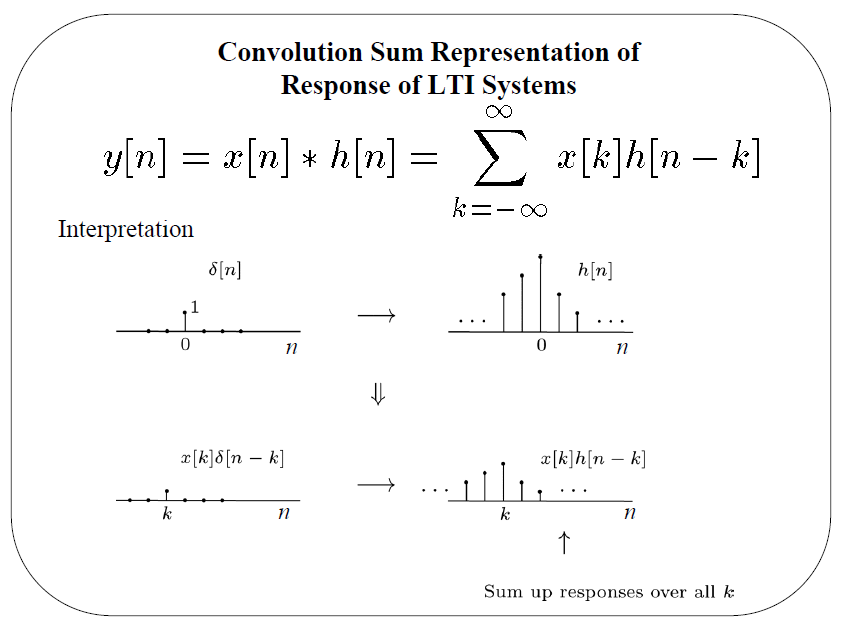 Convolution Sum Representation of
Response of LTI Systems
y[n] = x[n] ∗ h[n] = ∑_{k=−∞}^{∞} x[k]h[n − k]
Interpretation
δ[n]
1
0
n
⟶
h[n]
· · ·
· · ·
0
n
⇓
x[k]δ[n − k]
k
n
⟶
x[k]h[n − k]
· · ·
· · ·
k
n
↑
Sum up responses over all k